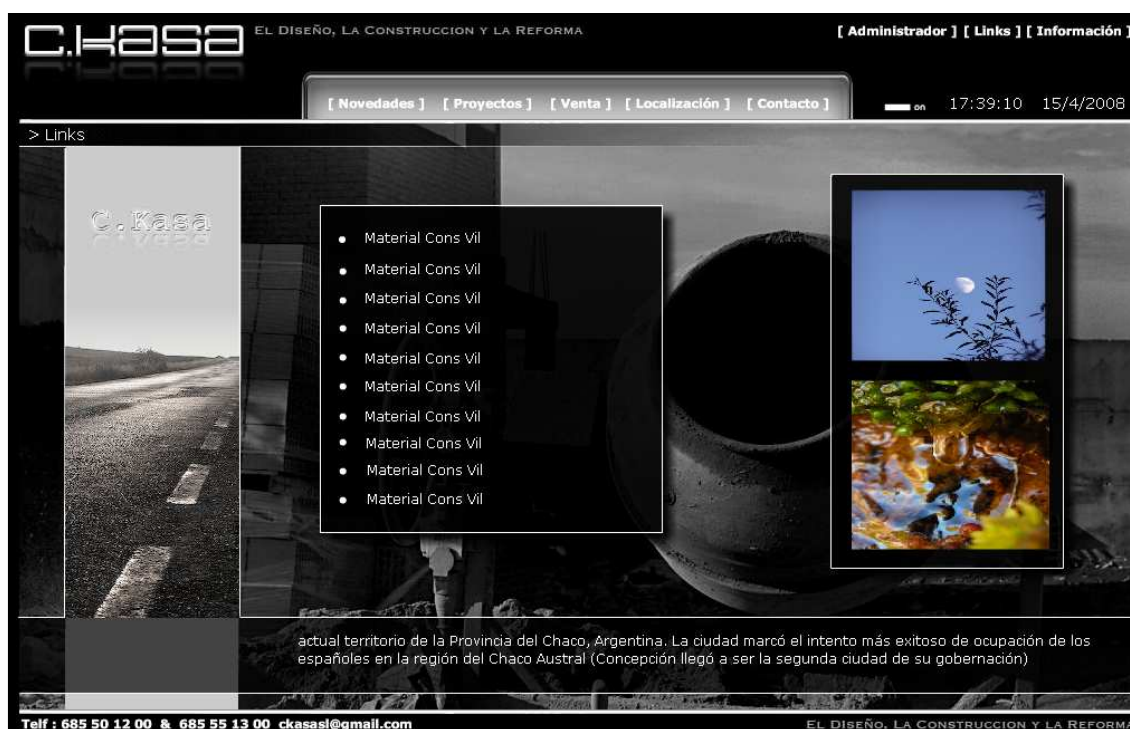 C.Kasa
EL DISEÑO, LA CONSTRUCCION Y LA REFORMA
[ Administrador ] [ Links ] [ Información ]
[ Novedades ] [ Proyectos ] [ Venta ] [ Localización ] [ Contacto ]
on 17:39:10 15/4/2008
> Links
C.Kasa
Material Cons Vil
Material Cons Vil
Material Cons Vil
Material Cons Vil
Material Cons Vil
Material Cons Vil
Material Cons Vil
Material Cons Vil
Material Cons Vil
Material Cons Vil
actual territorio de la Provincia del Chaco, Argentina. La ciudad marcó el intento más exitoso de ocupación de los
españoles en la región del Chaco Austral (Concepción llegó a ser la segunda ciudad de su gobernación)
Telf : 685 50 12 00 & 685 55 13 00 ckasasl@gmail.com
EL DISEÑO, LA CONSTRUCCION Y LA REFORMA